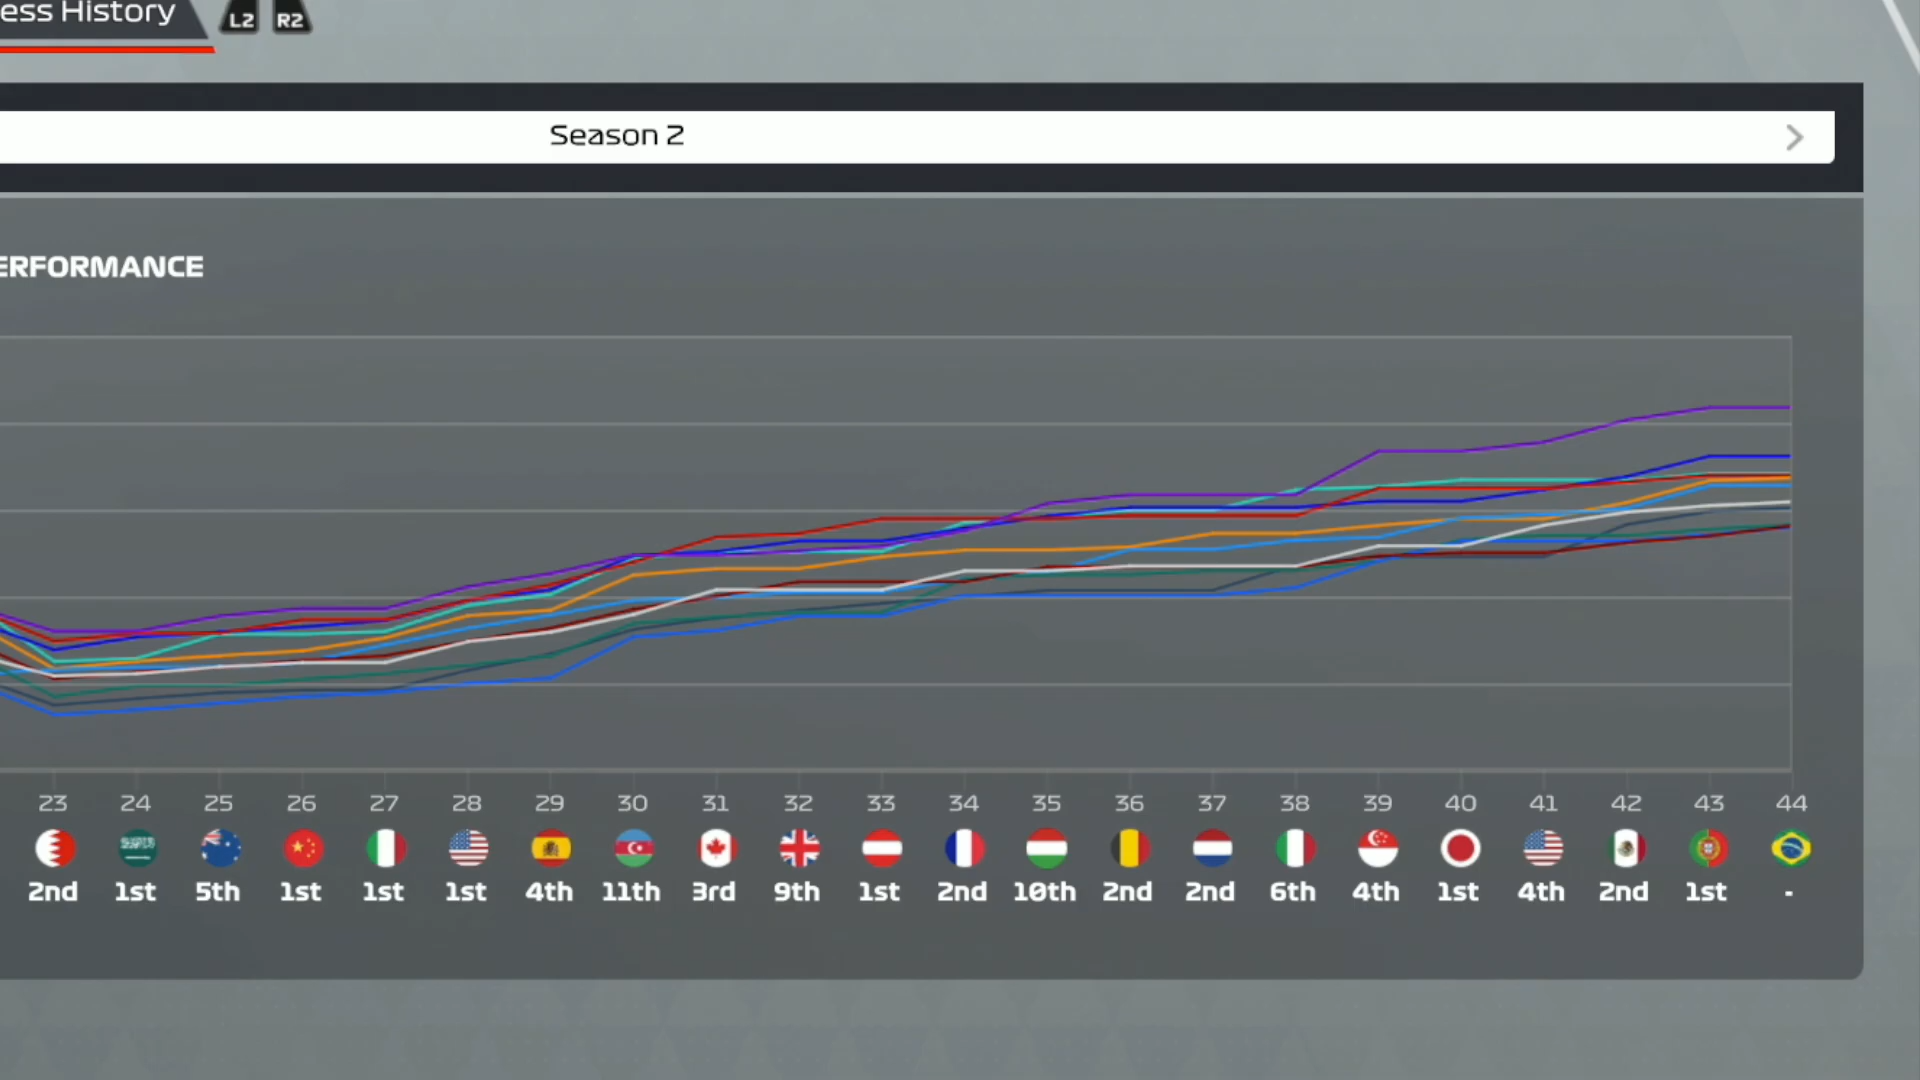 ess History L2 R2
Season 2
ERFORMANCE
23 24 25 26 27 28 29 30 31 32 33 34 35 36 37 38 39 40 41 42 43 44
2nd 1st 5th 1st 1st 1st 4th 11th 3rd 9th 1st 2nd 10th 2nd 2nd 6th 4th 1st 4th 2nd 1st -